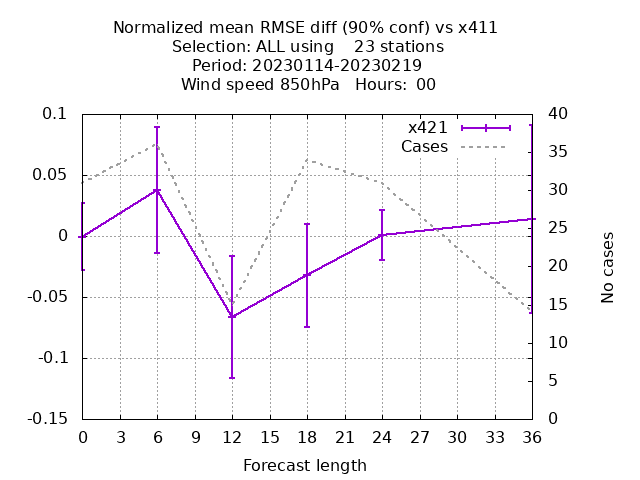 Normalized mean RMSE diff (90% conf) vs x411
Selection: ALL using    23 stations
Period: 20230114-20230219
Wind speed 850hPa   Hours:  00
x421
Cases
0.1
0.05
0
-0.05
-0.1
-0.15
40
35
30
25
20
15
10
5
0
No cases
0 3 6 9 12 15 18 21 24 27 30 33 36
Forecast length